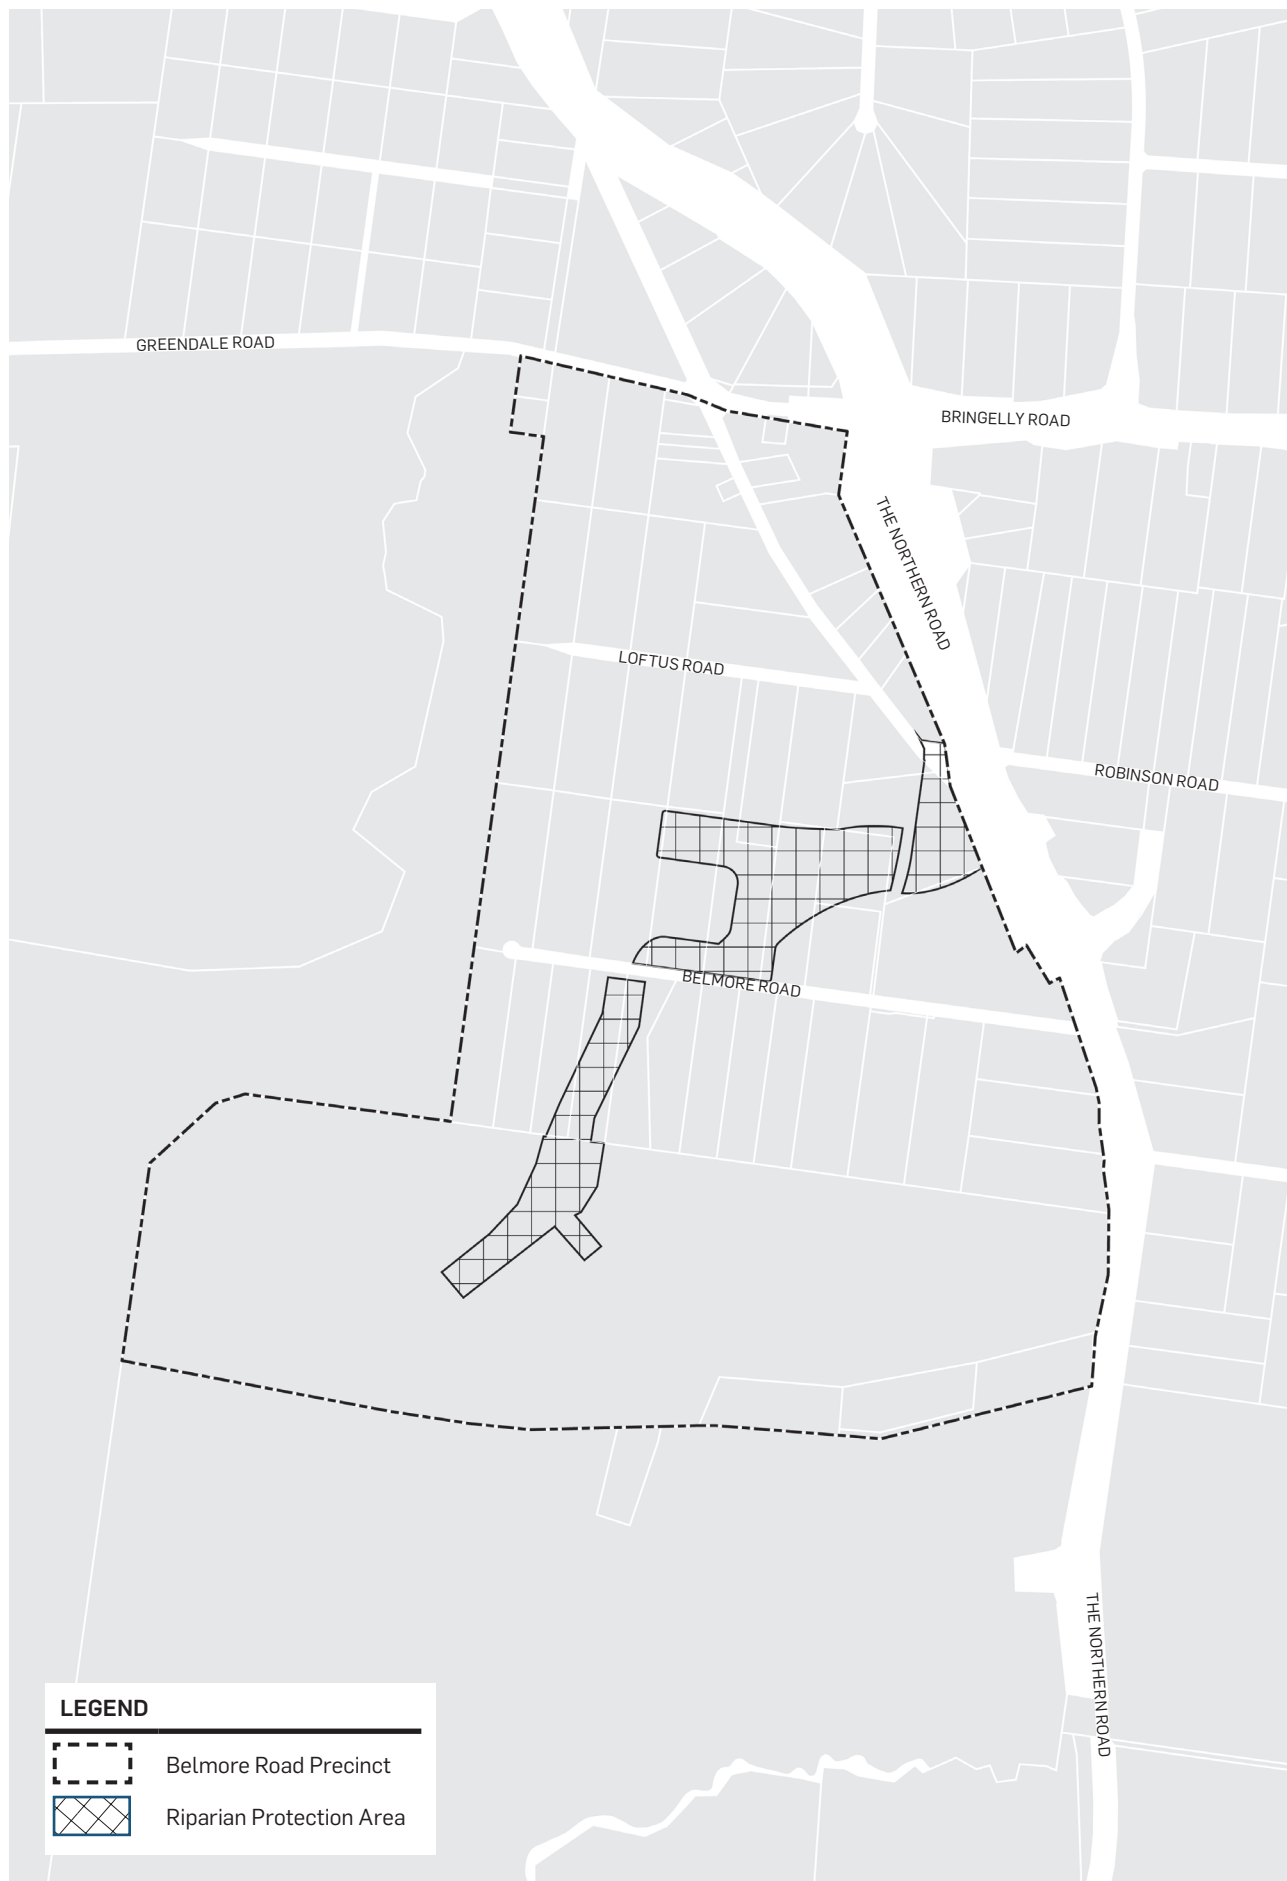 GREENDALE ROAD
BRINGELLY ROAD
THE NORTHERN ROAD
LOFTUS ROAD
ROBINSON ROAD
BELMORE ROAD
THE NORTHERN ROAD
LEGEND
Belmore Road Precinct
Riparian Protection Area